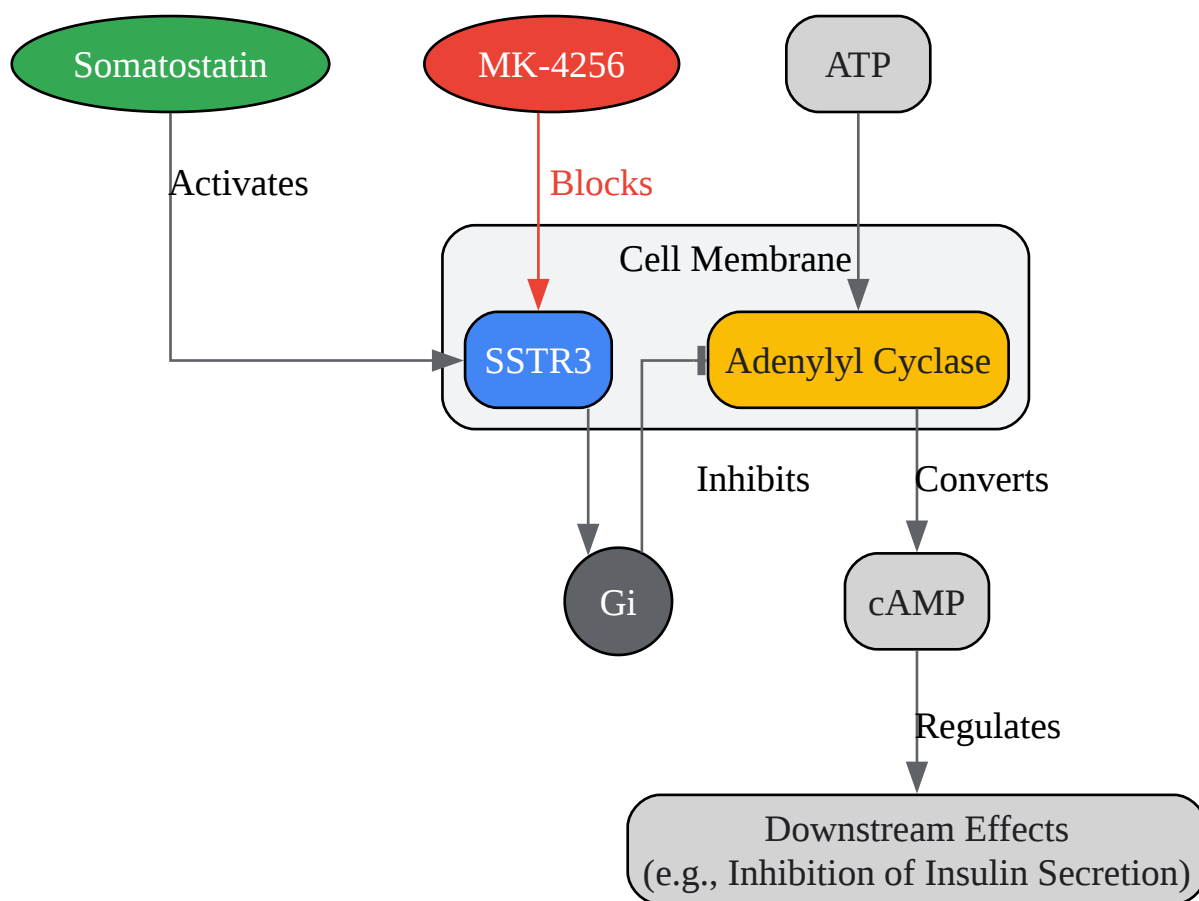 Somatostatin
MK-4256
ATP
Activates
Blocks
Cell Membrane
SSTR3
Adenylyl Cyclase
Inhibits
Converts
Gi
cAMP
Regulates
Downstream Effects
(e.g., Inhibition of Insulin Secretion)